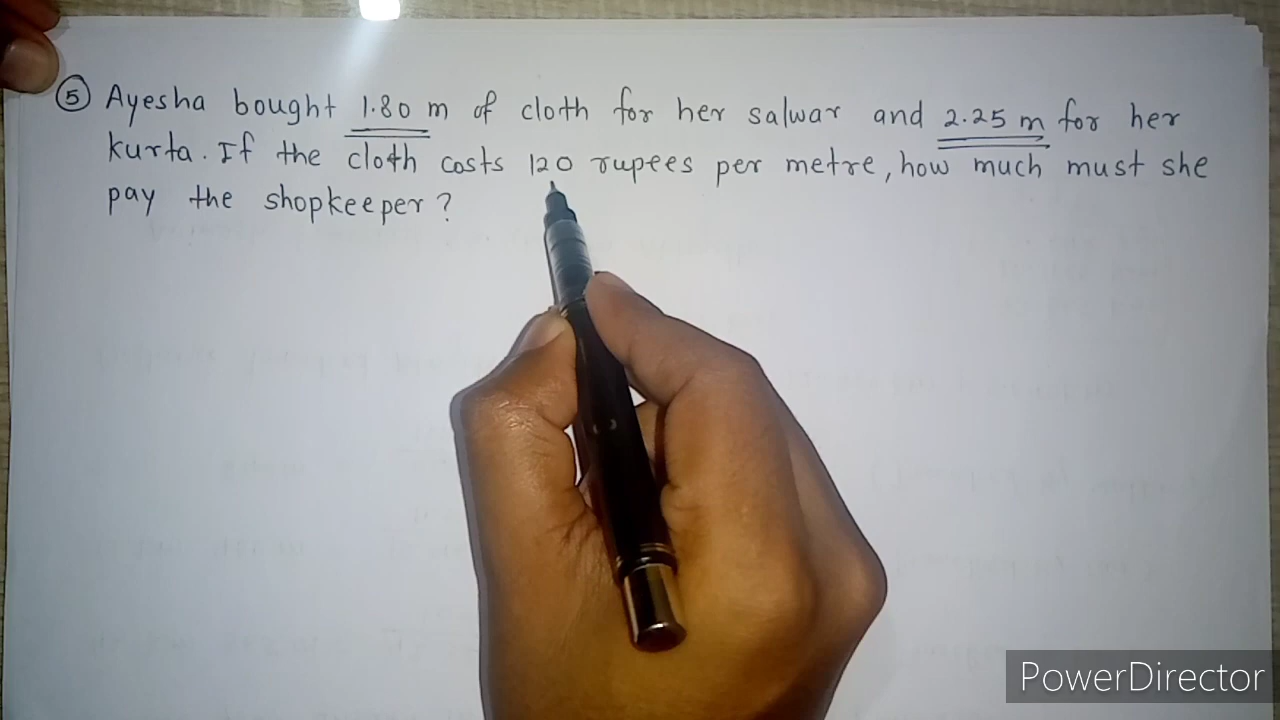 ⑤ Ayesha bought 1.80 m of cloth for her salwar and 2.25 m for her
kurta. If the cloth costs 120 rupees per metre, how much must she
pay the shopkeeper?
PowerDirector